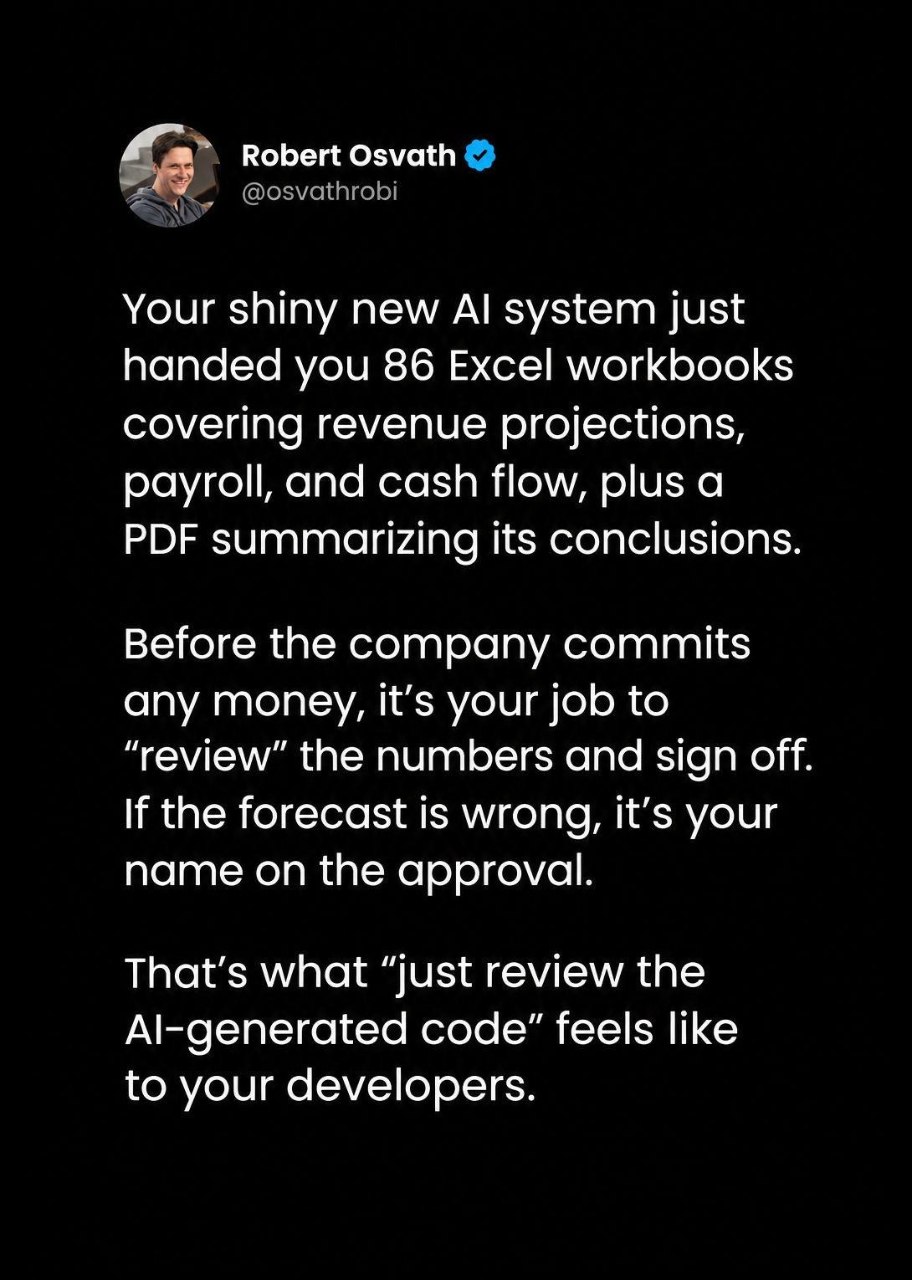 Robert Osvath
@osvathrobi
Your shiny new AI system just
handed you 86 Excel workbooks
covering revenue projections,
payroll, and cash flow, plus a
PDF summarizing its conclusions.
Before the company commits
any money, it’s your job to
“review” the numbers and sign off.
If the forecast is wrong, it’s your
name on the approval.
That’s what “just review the
AI-generated code” feels like
to your developers.